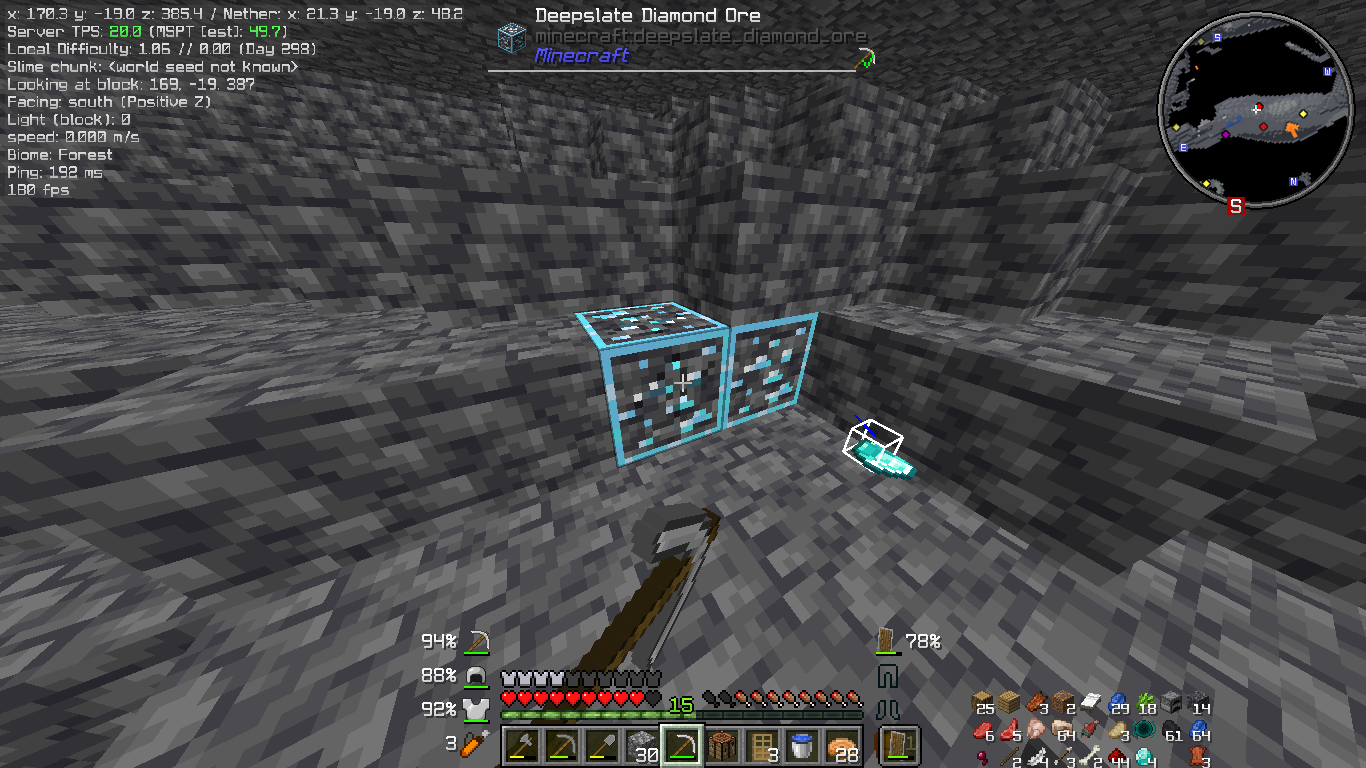 x: 170.3 y: -19.0 z: 385.4 / Nether: x: 21.3 y: -19.0 z: 48.2
Server TPS: 20.0 (MSPT [est]: 49.7)
Local Difficulty: 1.06 // 0.00 (Day 298)
Slime chunk: <world seed not known>
Looking at block: 169, -19, 387
Facing: south (Positive Z)
Light (block): 0
speed: 0.000 m/s
Biome: Forest
Ping: 192 ms
180 fps
Deepslate Diamond Ore
minecraft:deepslate_diamond_ore
Minecraft
S
W
E
N
S
94%
78%
88%
92%
15
3
30
3
28
25
3
2
29
18
14
6
5
64
3
61
64
2
4
3
2
44
4
3